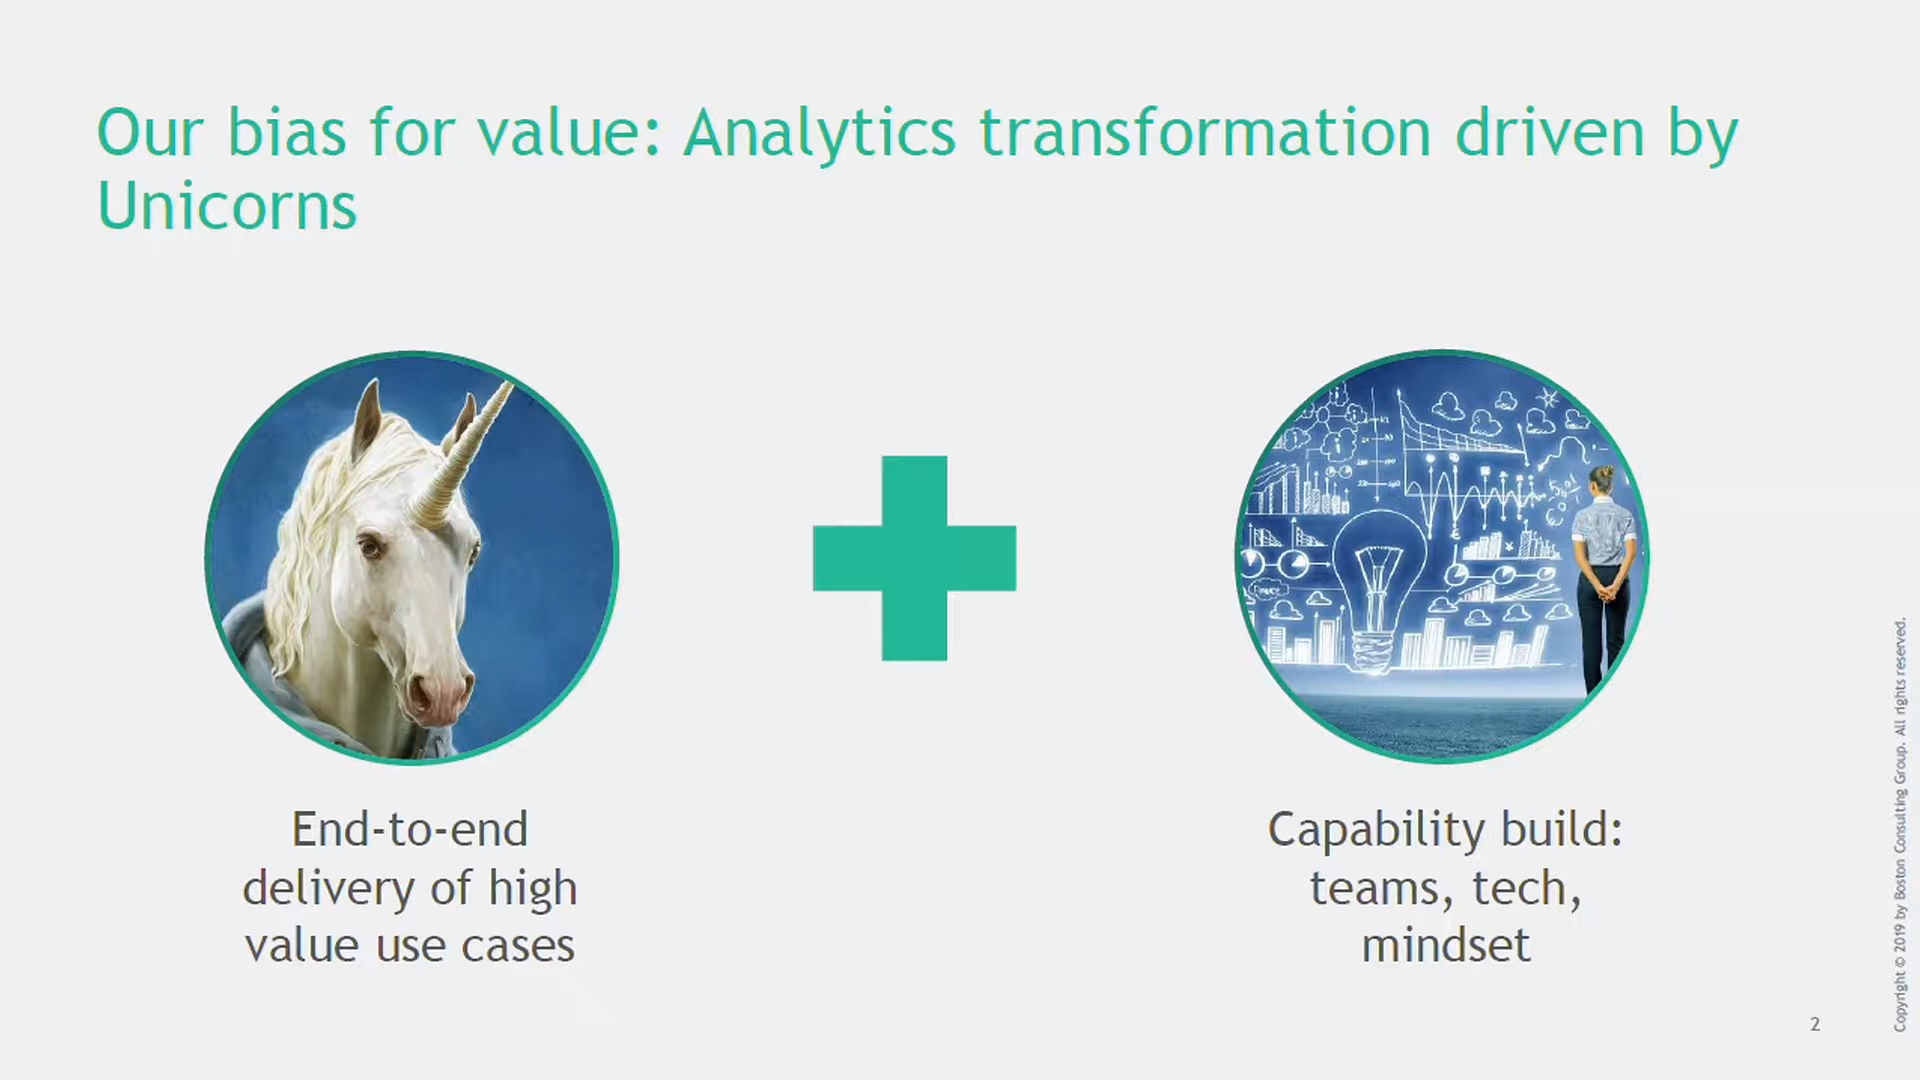 Our bias for value: Analytics transformation driven by
Unicorns
End-to-end
delivery of high
value use cases
Capability build:
teams, tech,
mindset
2
Copyright © 2019 by Boston Consulting Group. All rights reserved.